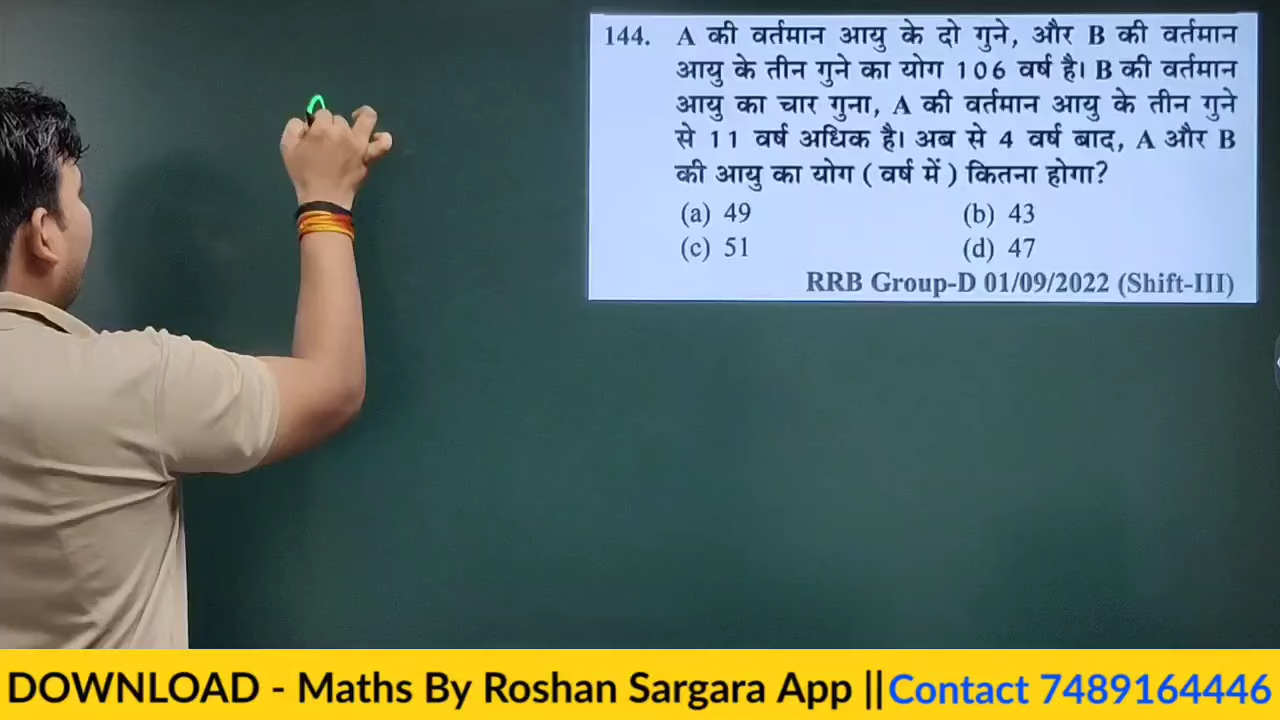 144. A की वर्तमान आयु के दो गुने, और B की वर्तमान
आयु के तीन गुने का योग 106 वर्ष है। B की वर्तमान
आयु का चार गुना, A की वर्तमान आयु के तीन गुने
से 11 वर्ष अधिक है। अब से 4 वर्ष बाद, A और B
की आयु का योग ( वर्ष में ) कितना होगा?
(a) 49 (b) 43
(c) 51 (d) 47
RRB Group-D 01/09/2022 (Shift-III)
DOWNLOAD - Maths By Roshan Sargara App ||Contact 7489164446